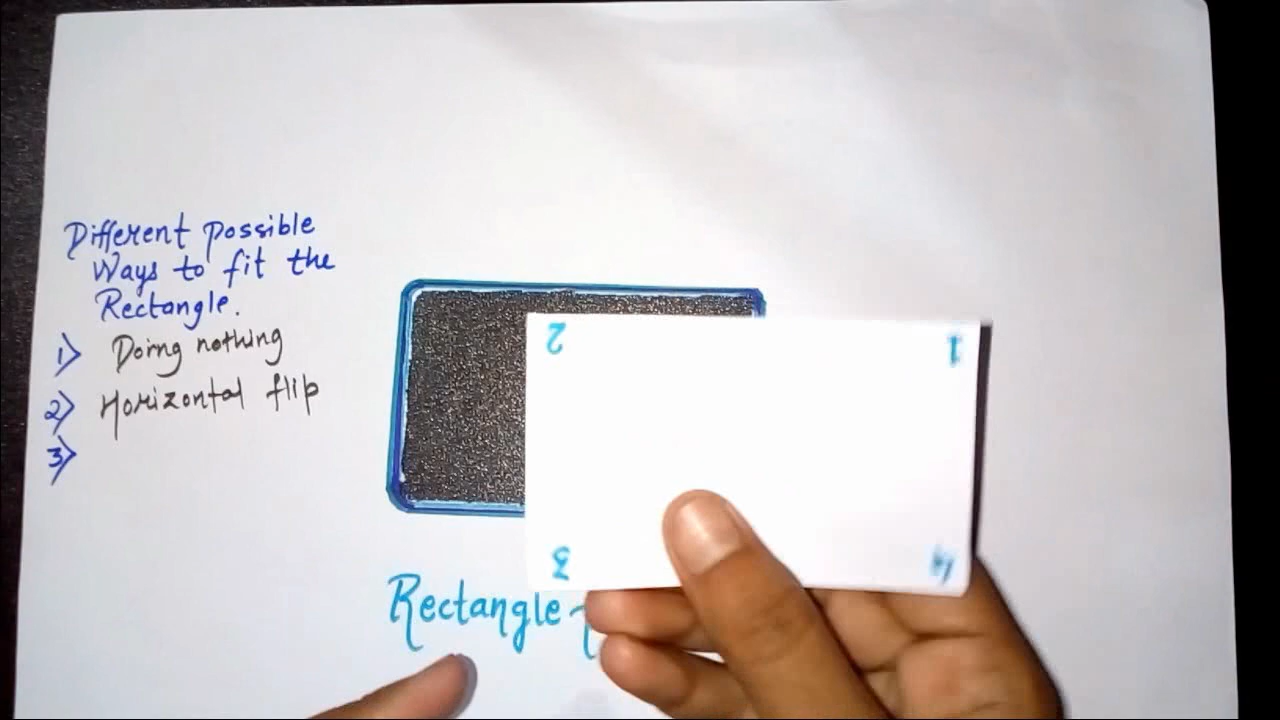 Different possible
Ways to fit the
Rectangle.
1> Doing nothing
2> Horizontal flip
3>
2 1
3 4
Rectangle